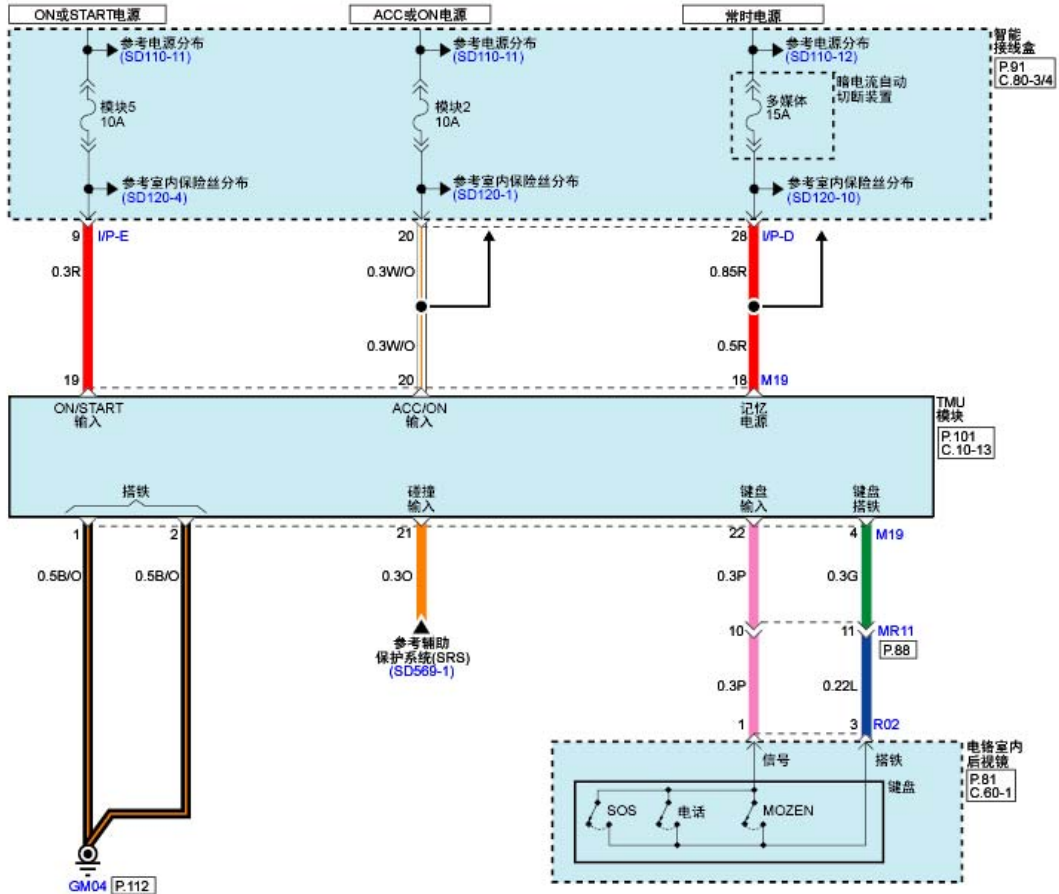 ON或START电源
ACC或ON电源
常时电源
智能
接线盒
P.91
C.80-3/4
参考电源分布
(SD110-11)
参考电源分布
(SD110-11)
参考电源分布
(SD110-12)
暗电流自动
切断装置
模块5
10A
模块2
10A
多媒体
15A
参考室内保险丝分布
(SD120-4)
参考室内保险丝分布
(SD120-1)
参考室内保险丝分布
(SD120-10)
9 I/P-E
20
28 I/P-D
0.3R
0.3W/O
0.85R
0.3W/O
0.5R
19
20
18 M19
ON/START
输入
ACC/ON
输入
记忆
电源
TMU
模块
P.101
C.10-13
搭铁
碰撞
输入
键盘
输入
键盘
搭铁
1
2
21
22
4 M19
0.5B/O
0.5B/O
0.3O
0.3P
0.3G
参考辅助
保护系统(SRS)
(SD569-1)
10
11 MR11
P.88
0.3P
0.22L
1
3 R02
信号
搭铁
电铬室内
后视镜
P.81
C.60-1
键盘
SOS
电话
MOZEN
GM04 P.112